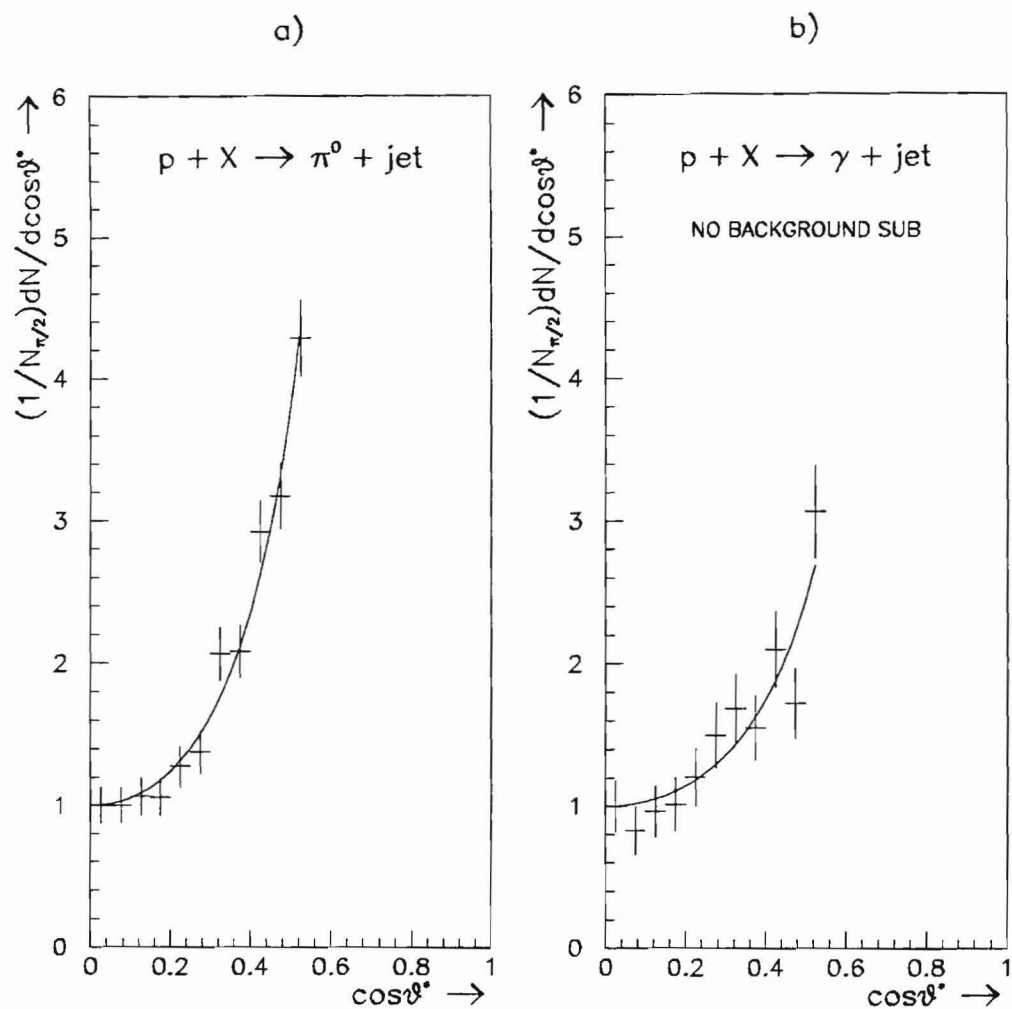 a)
(1/N_{π/2})dN/dcosϑ* →
p + X → π⁰ + jet
6
5
4
3
2
1
0
0 0.2 0.4 0.6 0.8 1
cosϑ* →
b)
(1/N_{π/2})dN/dcosϑ* →
p + X → γ + jet
NO BACKGROUND SUB
6
5
4
3
2
1
0
0 0.2 0.4 0.6 0.8 1
cosϑ* →